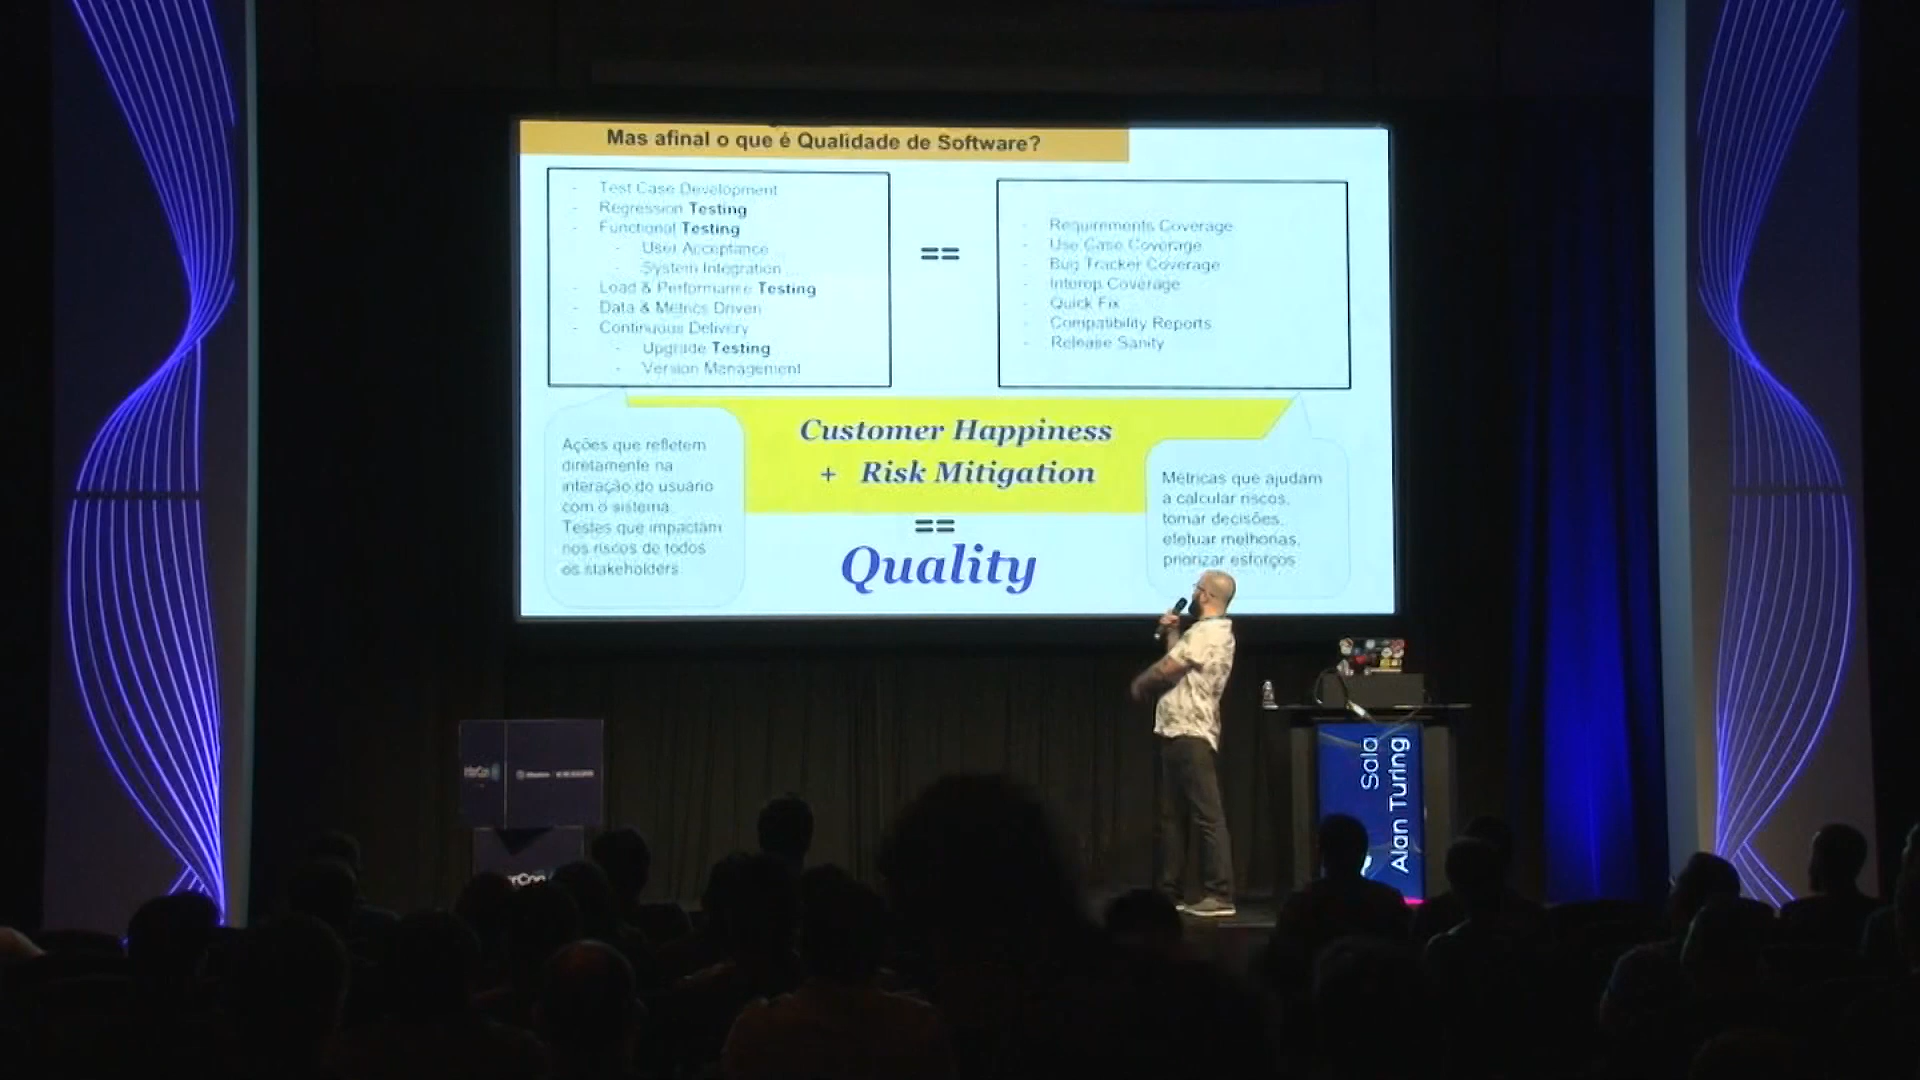 Mas afinal o que é Qualidade de Software?
- Test Case Development
- Regression Testing
- Functional Testing
- User Acceptance
- System Integration
- Load & Performance Testing
- Data & Metrics Driven
- Continuous Delivery
- Upgrade Testing
- Version Management
==
- Requirements Coverage
- Use Case Coverage
- Bug Tracker Coverage
- Interop Coverage
- Quick Fix
- Compatibility Reports
- Release Sanity
Ações que refletem
diretamente na
interação do usuário
com o sistema.
Testes que impactam
nos riscos de todos
os stakeholders.
Customer Happiness
+ Risk Mitigation
==
Quality
Métricas que ajudam
a calcular riscos,
tomar decisões,
efetuar melhorias,
priorizar esforços
Sala
Alan Turing